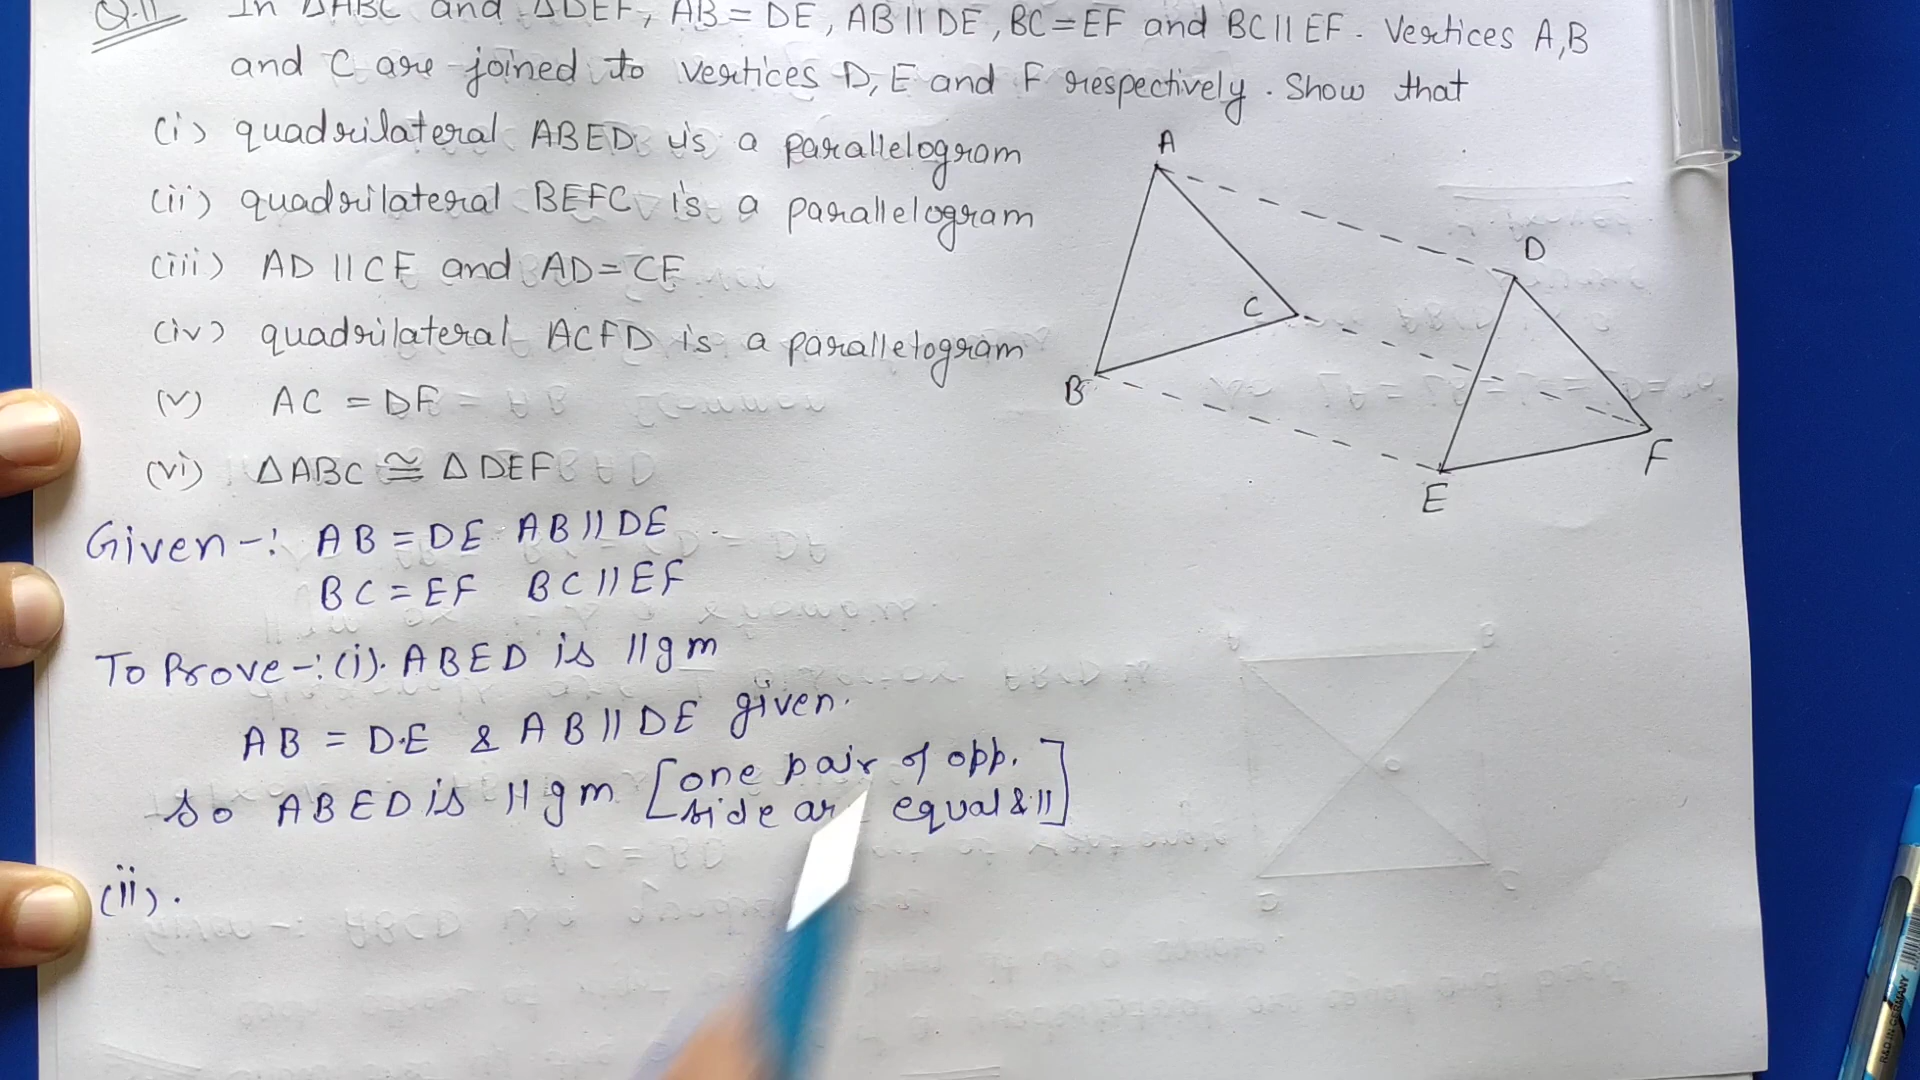 Q.11 In △ABC and △DEF, AB = DE, AB || DE, BC = EF and BC || EF. Vertices A,B
and C are joined to vertices D, E and F respectively. Show that
(i) quadrilateral ABED is a parallelogram
(ii) quadrilateral BEFC is a parallelogram
(iii) AD || CF and AD = CF
(iv) quadrilateral ACFD is a parallelogram
(v) AC = DF
(vi) △ABC ≅ △DEF
A
D
C
B
F
E
Given -: AB = DE AB || DE
BC = EF BC || EF
To Prove -: (i). ABED is ||gm
AB = D.E & AB || DE given.
so ABED is ||gm [one pair of opp.
side ar equal & ||]
(ii).